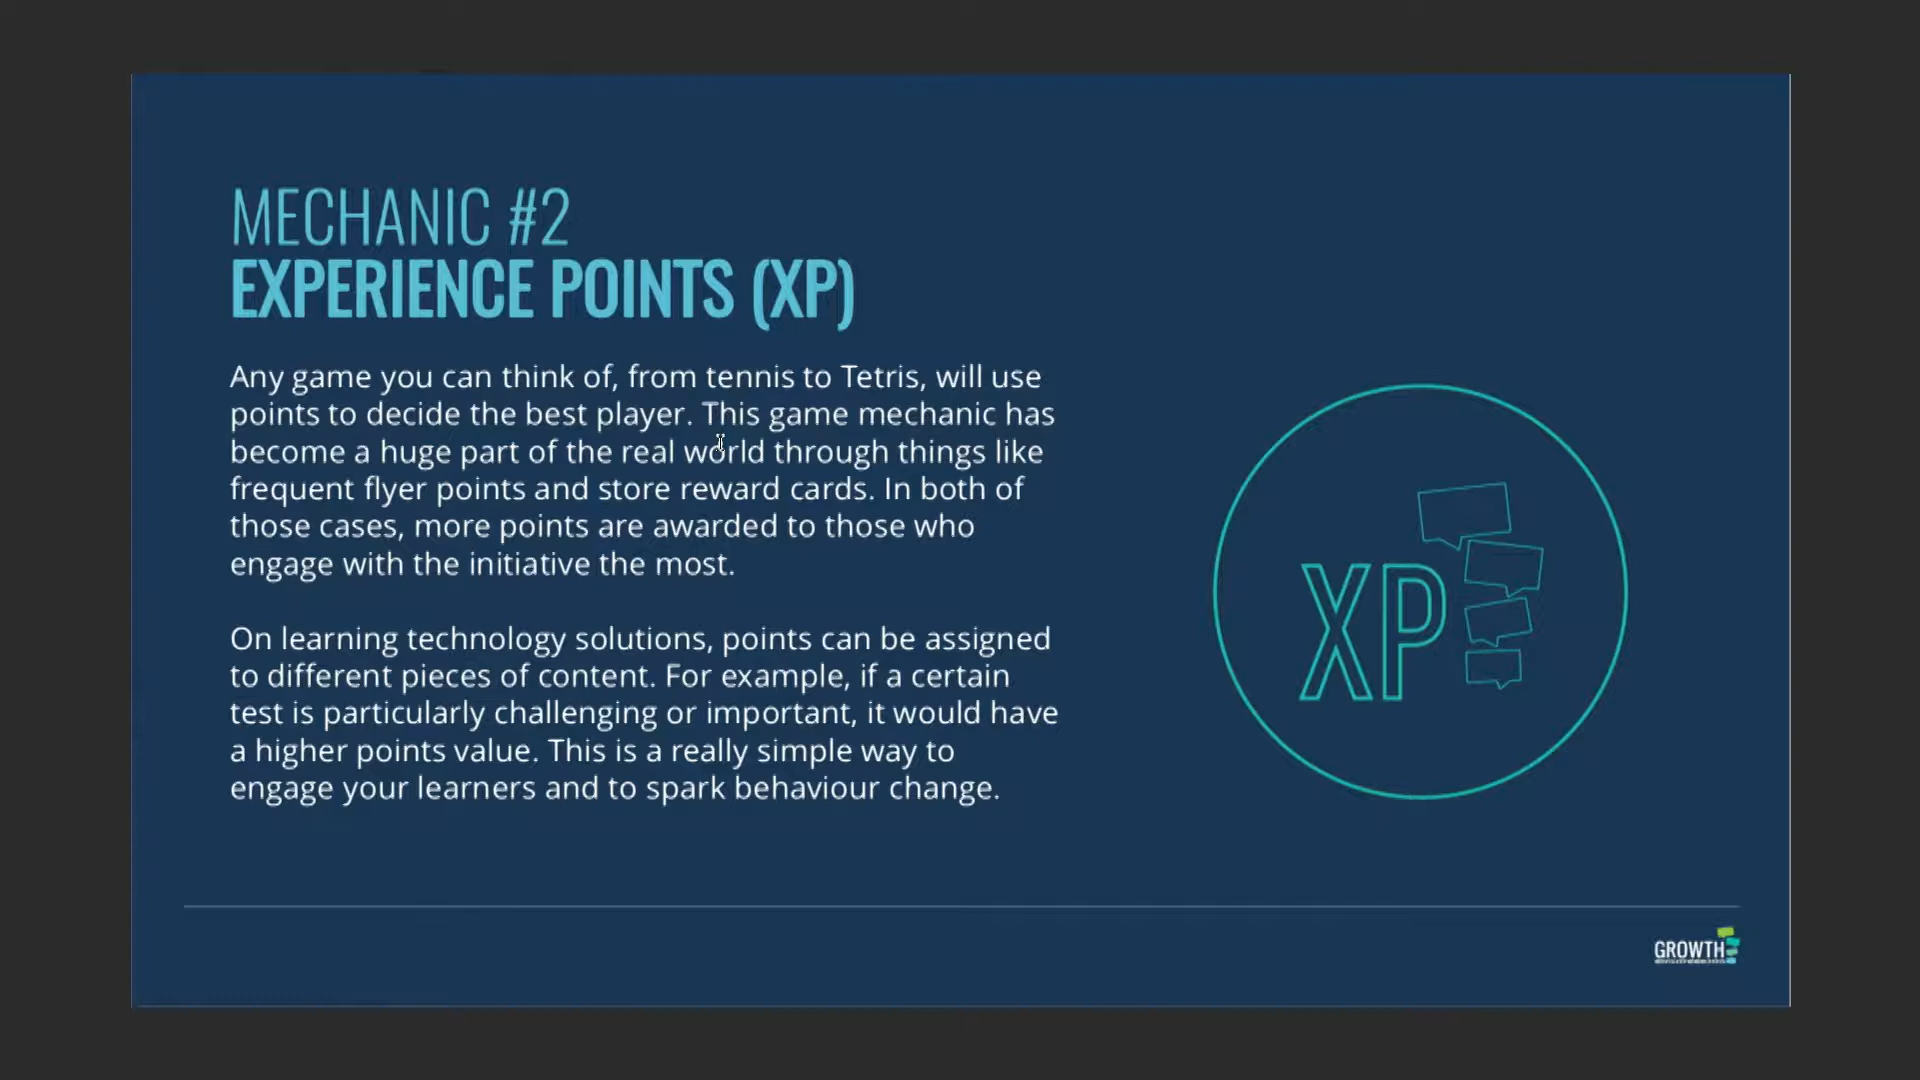 MECHANIC #2
EXPERIENCE POINTS (XP)
Any game you can think of, from tennis to Tetris, will use
points to decide the best player. This game mechanic has
become a huge part of the real world through things like
frequent flyer points and store reward cards. In both of
those cases, more points are awarded to those who
engage with the initiative the most.
On learning technology solutions, points can be assigned
to different pieces of content. For example, if a certain
test is particularly challenging or important, it would have
a higher points value. This is a really simple way to
engage your learners and to spark behaviour change.
XP
GROWTH